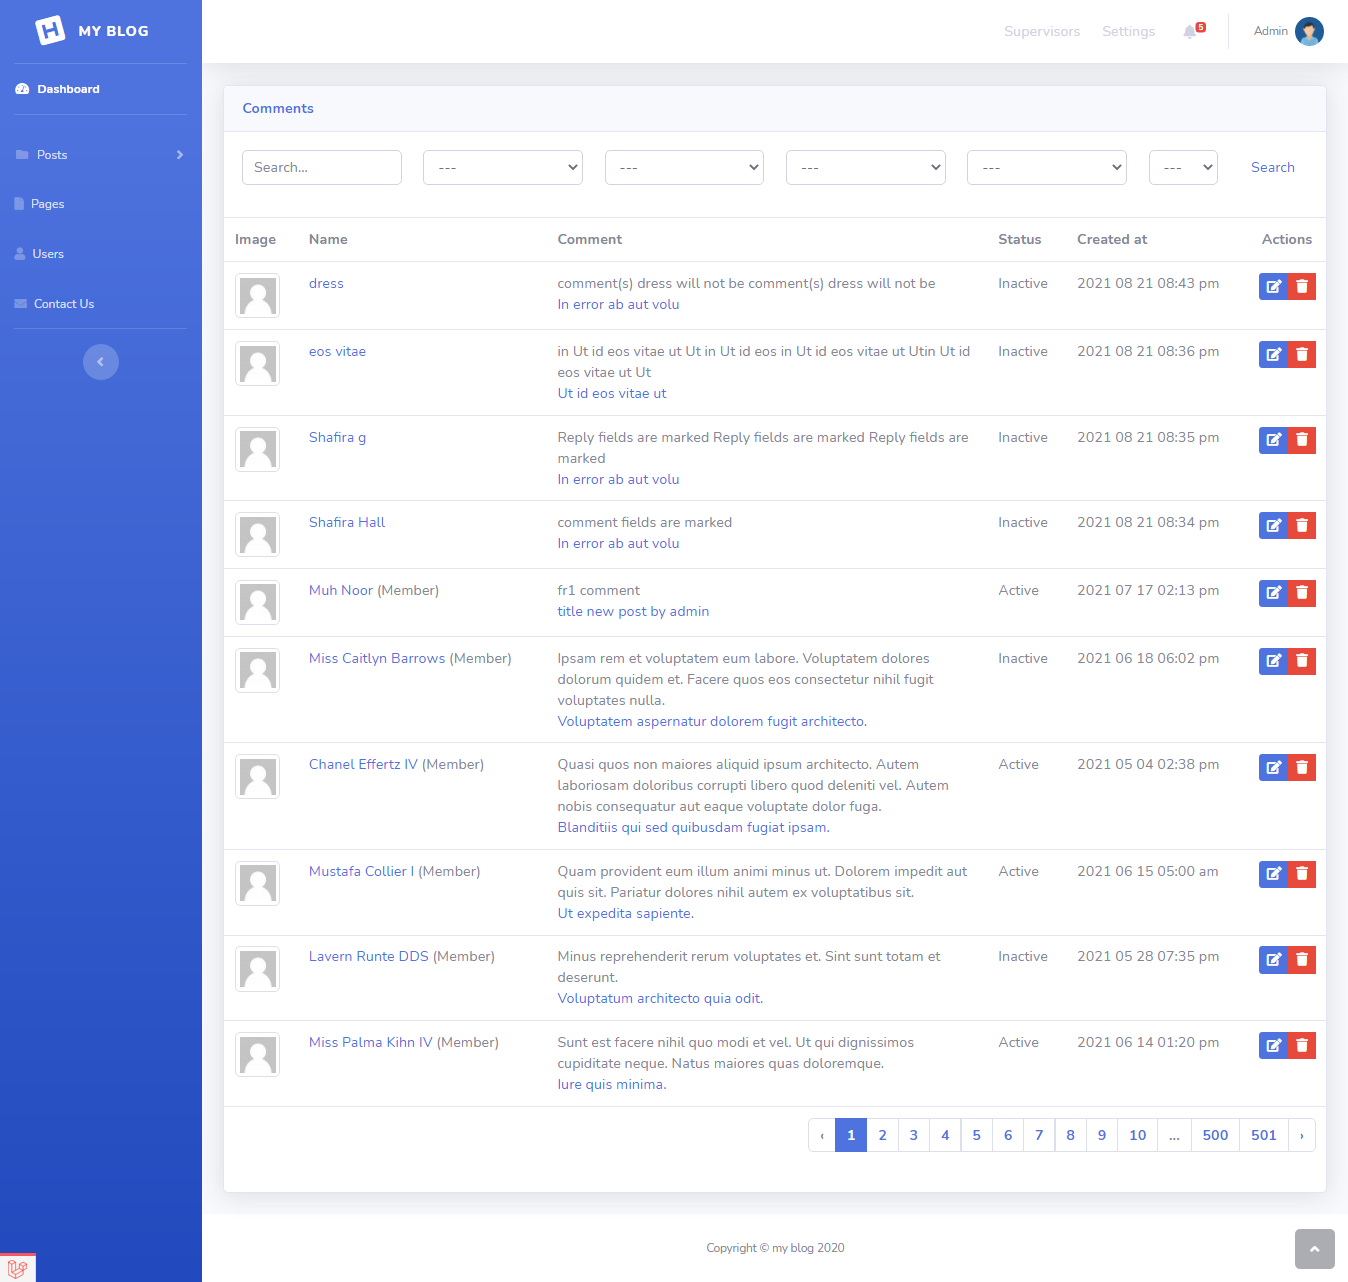 MY BLOG
Supervisors Settings 5 Admin
Dashboard
Posts
Pages
Users
Contact Us
Comments
Search... --- --- --- --- --- Search
Image Name Comment Status Created at Actions
dress comment(s) dress will not be comment(s) dress will not be Inactive 2021 08 21 08:43 pm
In error ab aut volu
eos vitae in Ut id eos vitae ut Ut in Ut id eos in Ut id eos vitae ut Utin Ut id Inactive 2021 08 21 08:36 pm
eos vitae ut Ut
Ut id eos vitae ut
Shafira g Reply fields are marked Reply fields are marked Reply fields are Inactive 2021 08 21 08:35 pm
marked
In error ab aut volu
Shafira Hall comment fields are marked Inactive 2021 08 21 08:34 pm
In error ab aut volu
Muh Noor (Member) fr1 comment Active 2021 07 17 02:13 pm
title new post by admin
Miss Caitlyn Barrows (Member) Ipsam rem et voluptatem eum labore. Voluptatem dolores Inactive 2021 06 18 06:02 pm
dolorum quidem et. Facere quos eos consectetur nihil fugit
voluptates nulla.
Voluptatem aspernatur dolorem fugit architecto.
Chanel Effertz IV (Member) Quasi quos non maiores aliquid ipsum architecto. Autem Active 2021 05 04 02:38 pm
laboriosam doloribus corrupti libero quod deleniti vel. Autem
nobis consequatur aut eaque voluptate dolor fuga.
Blanditiis qui sed quibusdam fugiat ipsam.
Mustafa Collier I (Member) Quam provident eum illum animi minus ut. Dolorem impedit aut Active 2021 06 15 05:00 am
quis sit. Pariatur dolores nihil autem ex voluptatibus sit.
Ut expedita sapiente.
Lavern Runte DDS (Member) Minus reprehenderit rerum voluptates et. Sint sunt totam et Inactive 2021 05 28 07:35 pm
deserunt.
Voluptatum architecto quia odit.
Miss Palma Kihn IV (Member) Sunt est facere nihil quo modi et vel. Ut qui dignissimos Active 2021 06 14 01:20 pm
cupiditate neque. Natus maiores quas doloremque.
Iure quis minima.
‹ 1 2 3 4 5 6 7 8 9 10 ... 500 501 ›
Copyright © my blog 2020